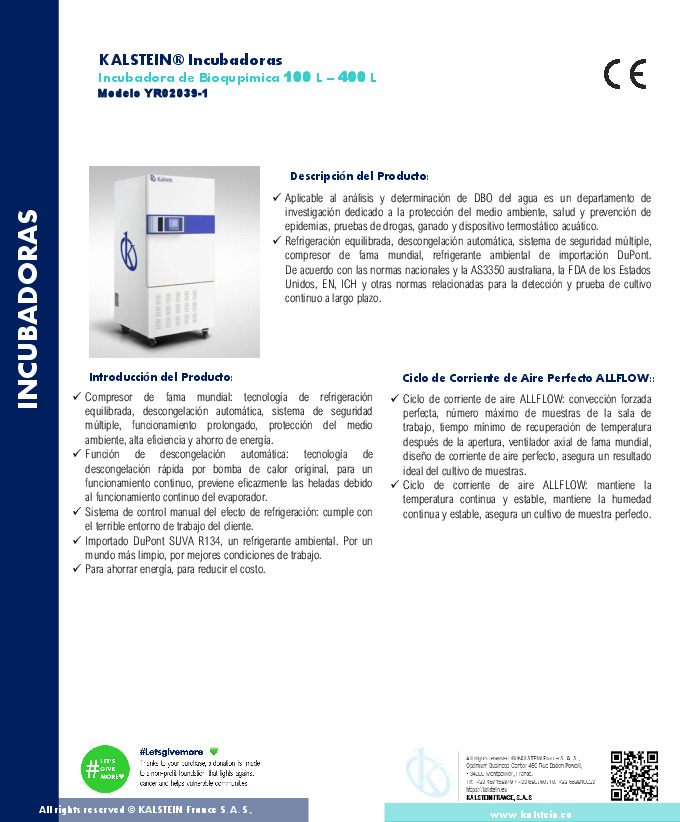 KALSTEIN® Incubadoras
Incubadora de Bioqupimica 100 L – 400 L
Modelo YR02039-1
CE
INCUBADORAS
Kalstein
Descripción del Producto:
✓ Aplicable al análisis y determinación de DBO del agua es un departamento de
investigación dedicado a la protección del medio ambiente, salud y prevención de
epidemias, pruebas de drogas, ganado y dispositivo termostático acuático.
✓ Refrigeración equilibrada, descongelación automática, sistema de seguridad múltiple,
compresor de fama mundial, refrigerante ambiental de importación DuPont.
De acuerdo con las normas nacionales y la AS3350 australiana, la FDA de los Estados
Unidos, EN, ICH y otras normas relacionadas para la detección y prueba de cultivo
continuo a largo plazo.
Introducción del Producto:
✓ Compresor de fama mundial: tecnología de refrigeración
equilibrada, descongelación automática, sistema de seguridad
múltiple, funcionamiento prolongado, protección del medio
ambiente, alta eficiencia y ahorro de energía.
✓ Función de descongelación automática: tecnología de
descongelación rápida por bomba de calor original, para un
funcionamiento continuo, previene eficazmente las heladas debido
al funcionamiento continuo del evaporador.
✓ Sistema de control manual del efecto de refrigeración: cumple con
el terrible entorno de trabajo del cliente.
✓ Importado DuPont SUVA R134, un refrigerante ambiental. Por un
mundo más limpio, por mejores condiciones de trabajo.
✓ Para ahorrar energía, para reducir el costo.
Ciclo de Corriente de Aire Perfecto ALLFLOW::
✓ Ciclo de corriente de aire ALLFLOW: convección forzada
perfecta, número máximo de muestras de la sala de
trabajo, tiempo mínimo de recuperación de temperatura
después de la apertura, ventilador axial de fama mundial,
diseño de corriente de aire perfecto, asegura un resultado
ideal del cultivo de muestras.
✓ Ciclo de corriente de aire ALLFLOW: mantiene la
temperatura continua y estable, mantiene la humedad
continua y estable, asegura un cultivo de muestra perfecto.
#LET'S
GIVE
MORE
#Letsgivemore
Thanks to your purchase, a donation is made
to a non-profit foundation that fights against
cancer and helps vulnerable communities
All rights reserved © KALSTEIN France S. A. S.,
Optimum Business Center 450 Rue Baden Powell,
• 34000 Montpellier, France.
https://kalstein.eu
KALSTEIN FRANCE, S.A.S
All rights reserved © KALSTEIN France S. A. S.,
www.kalstein.eu